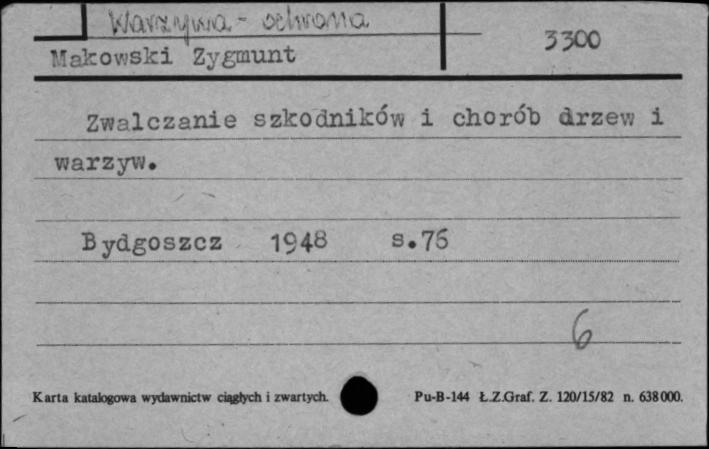 Warzywa - ochrona
Makowski Zygmunt
3300
Zwalczanie szkodników i chorób drzew i
warzyw.
Bydgoszcz 1948 s.76
6
Karta katalogowa wydawnictw ciągłych i zwartych.
Pu-B-144 Ł.Z.Graf. Z. 120/15/82 n. 638000.